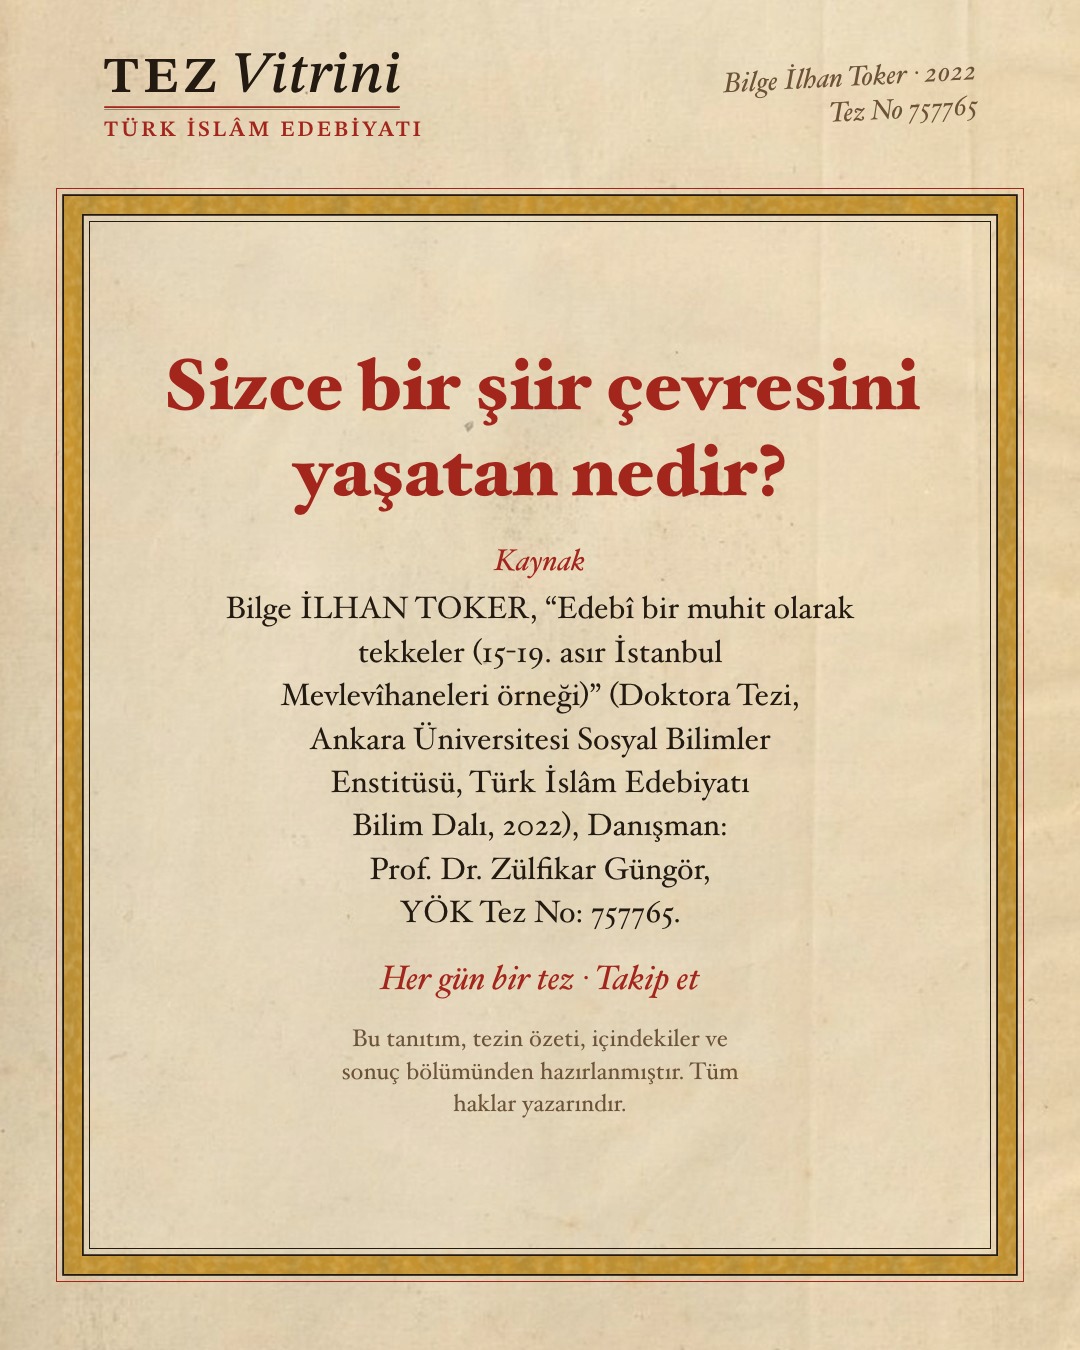 TEZ Vitrini
TÜRK İSLÂM EDEBİYATI
Bilge İlhan Toker · 2022
Tez No 757765
Sizce bir şiir çevresini
yaşatan nedir?
Kaynak
Bilge İLHAN TOKER, “Edebî bir muhit olarak
tekkeler (15-19. asır İstanbul
Mevlevîhaneleri örneği)” (Doktora Tezi,
Ankara Üniversitesi Sosyal Bilimler
Enstitüsü, Türk İslâm Edebiyatı
Bilim Dalı, 2022), Danışman:
Prof. Dr. Zülfikar Güngör,
YÖK Tez No: 757765.
Her gün bir tez · Takip et
Bu tanıtım, tezin özeti, içindekiler ve
sonuç bölümünden hazırlanmıştır. Tüm
haklar yazarındır.